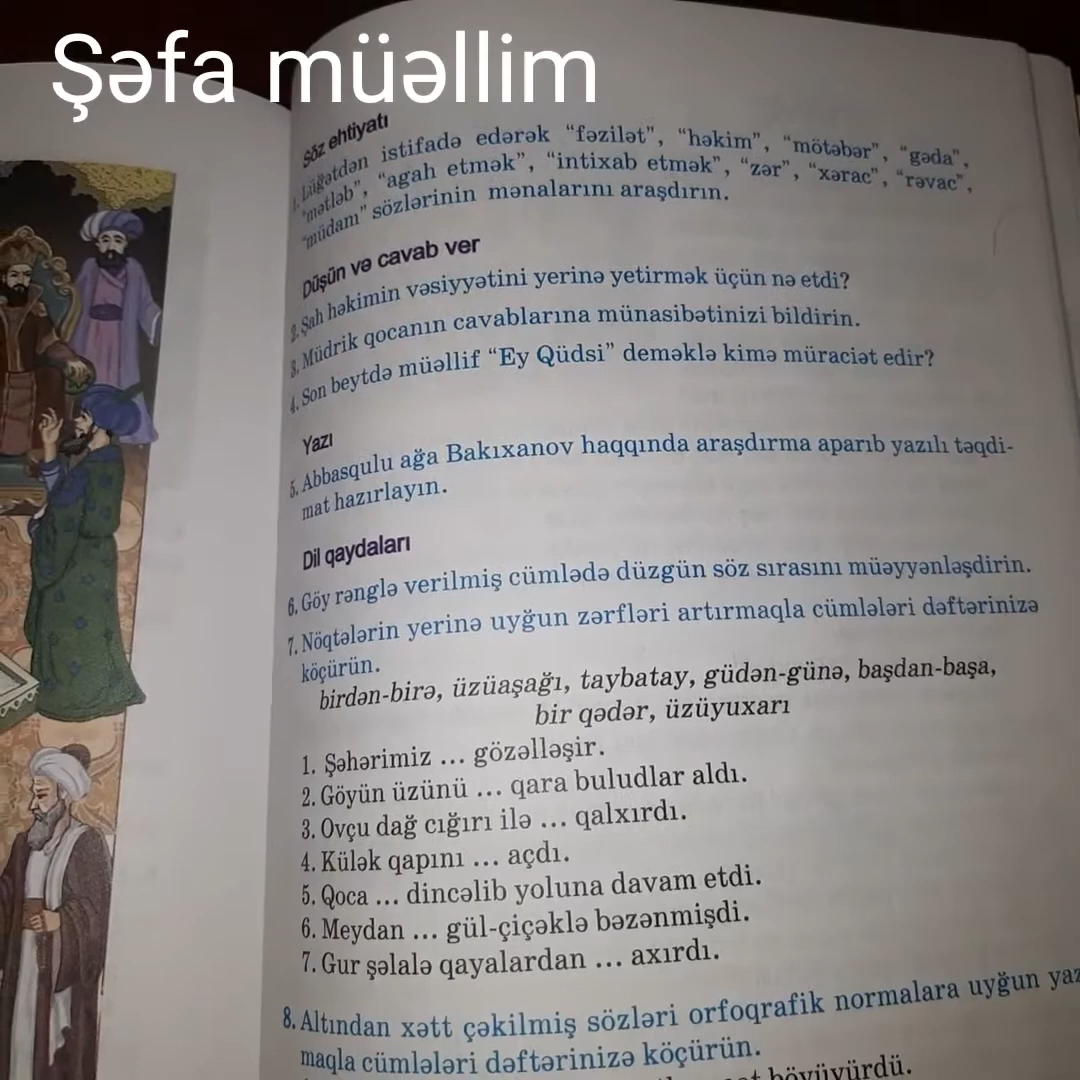 Şəfa müəllim
Söz ehtiyatı
1. Lüğətdən istifadə edərək “fəzilət”, “həkim”, “mötəbər”, “gəda”,
“mətləb”, “agah etmək”, “intixab etmək”, “zər”, “xərac”, “rəvac”,
“müdam” sözlərinin mənalarını araşdırın.
Düşün və cavab ver
2. Şah həkimin vəsiyyətini yerinə yetirmək üçün nə etdi?
3. Müdrik qocanın cavablarına münasibətinizi bildirin.
4. Son beytdə müəllif “Ey Qüdsi” deməklə kimə müraciət edir?
Yazı
5. Abbasqulu ağa Bakıxanov haqqında araşdırma aparıb yazılı təqdi-
mat hazırlayın.
Dil qaydaları
6. Göy rənglə verilmiş cümlədə düzgün söz sırasını müəyyənləşdirin.
7. Nöqtələrin yerinə uyğun zərfləri artırmaqla cümlələri dəftərinizə
köçürün.
birdən-birə, üzüaşağı, taybatay, güdən-günə, başdan-başa,
bir qədər, üzüyuxarı
1. Şəhərimiz ... gözəlləşir.
2. Göyün üzünü ... qara buludlar aldı.
3. Ovçu dağ cığırı ilə ... qalxırdı.
4. Külək qapını ... açdı.
5. Qoca ... dincəlib yoluna davam etdi.
6. Meydan ... gül-çiçəklə bəzənmişdi.
7. Gur şəlalə qayalardan ... axırdı.
8. Altından xətt çəkilmiş sözləri orfoqrafik normalara uyğun yaz
maqla cümlələri dəftərinizə köçürün.
böyüyürdü.